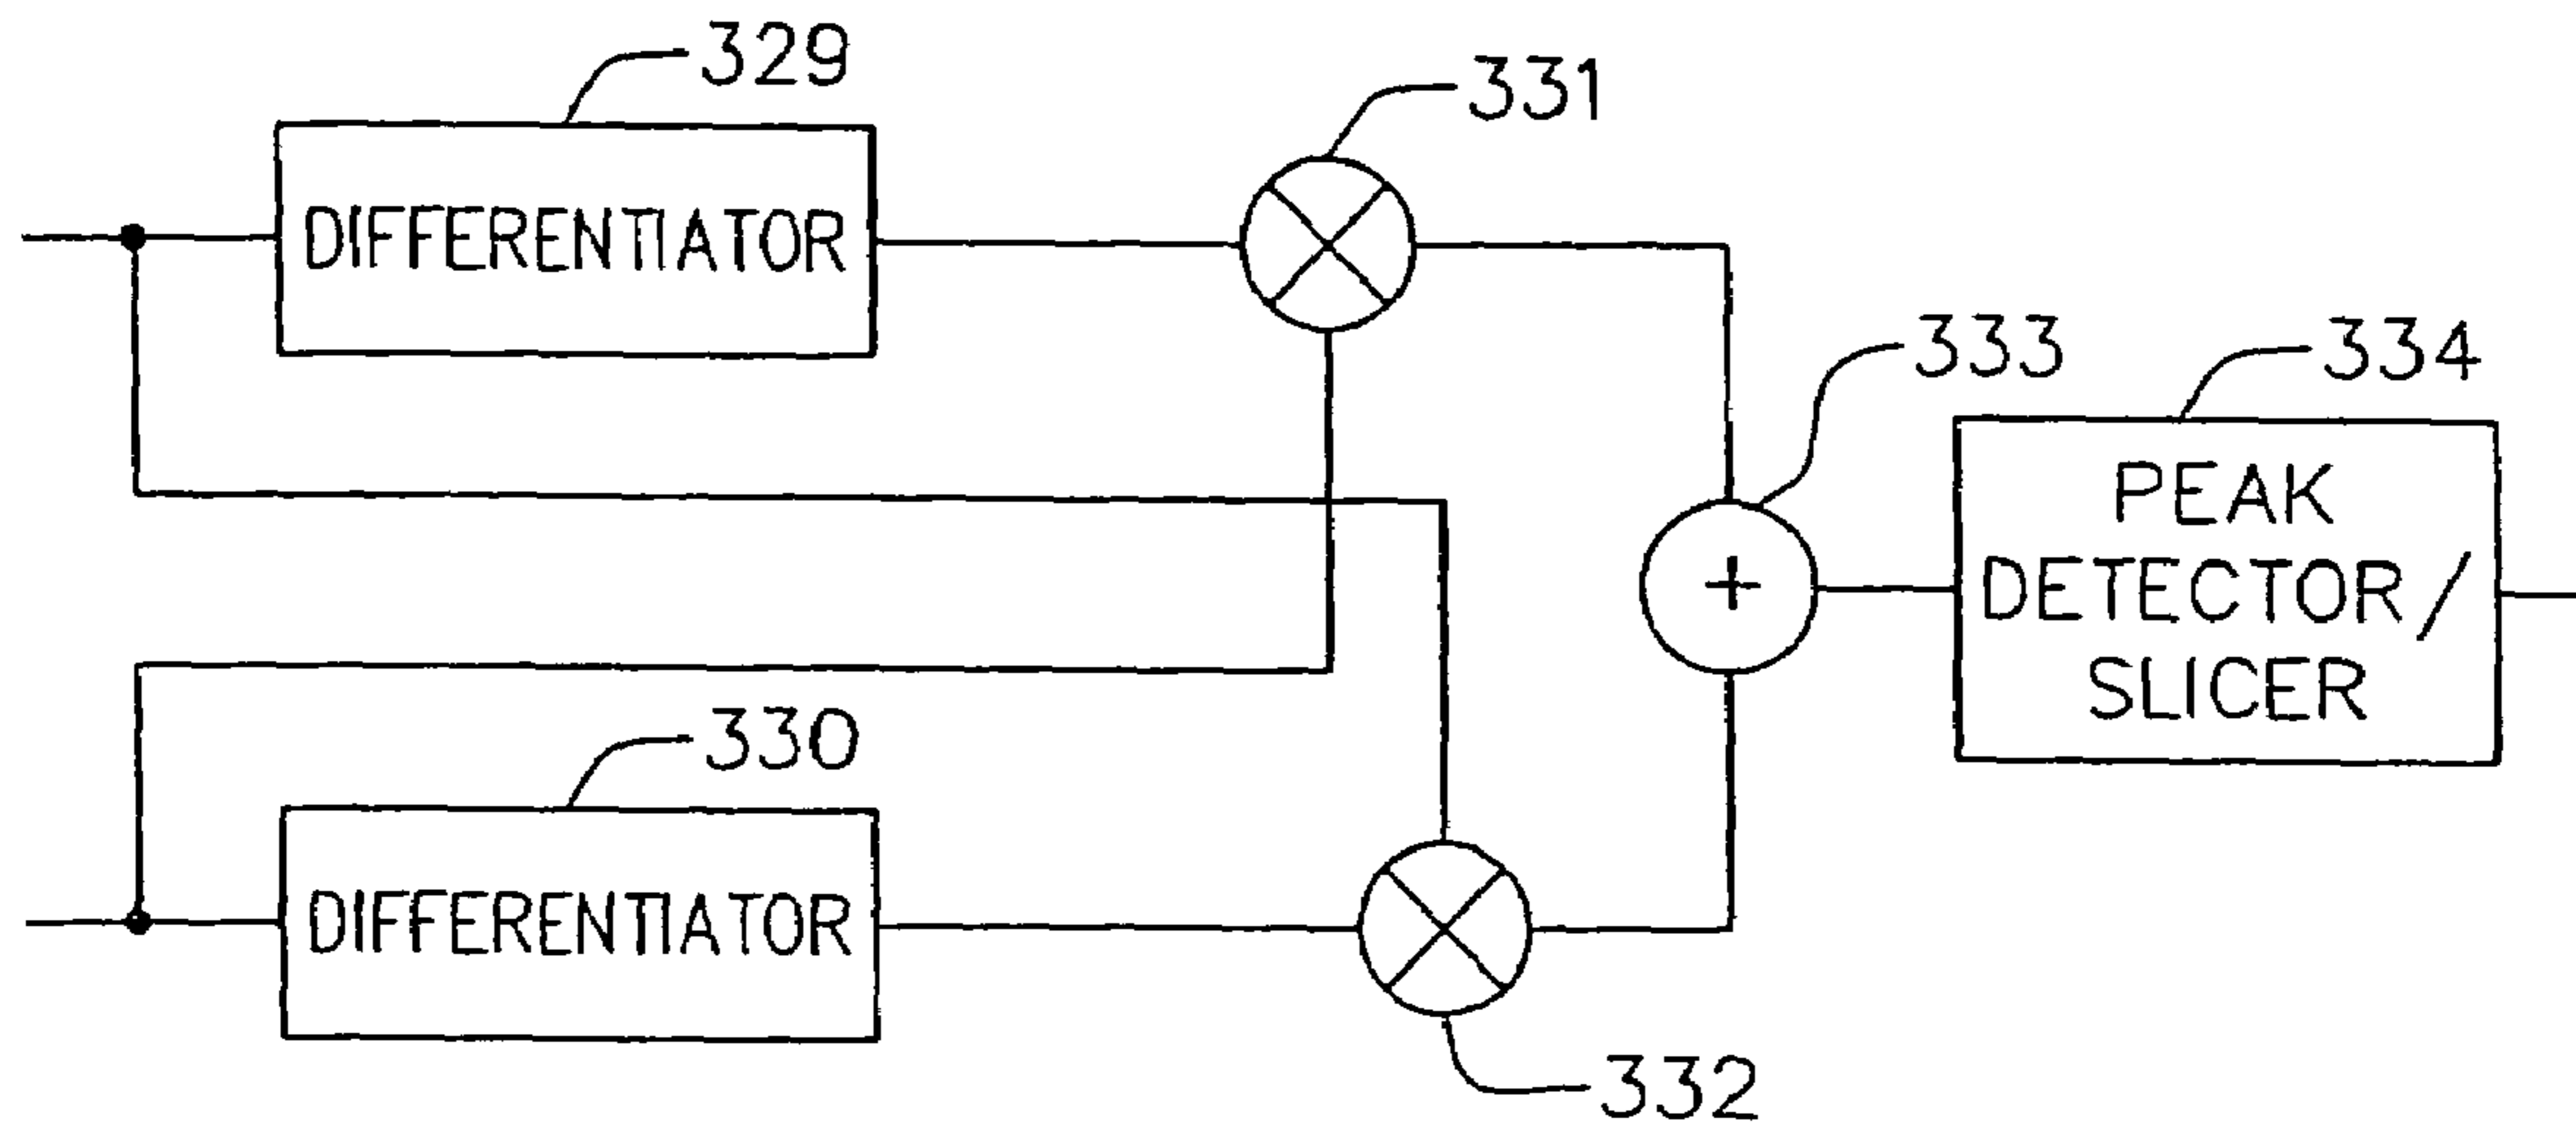 329
331
DIFFERENTIATOR
333
334
PEAK
DETECTOR/
SLICER
+
330
DIFFERENTIATOR
332